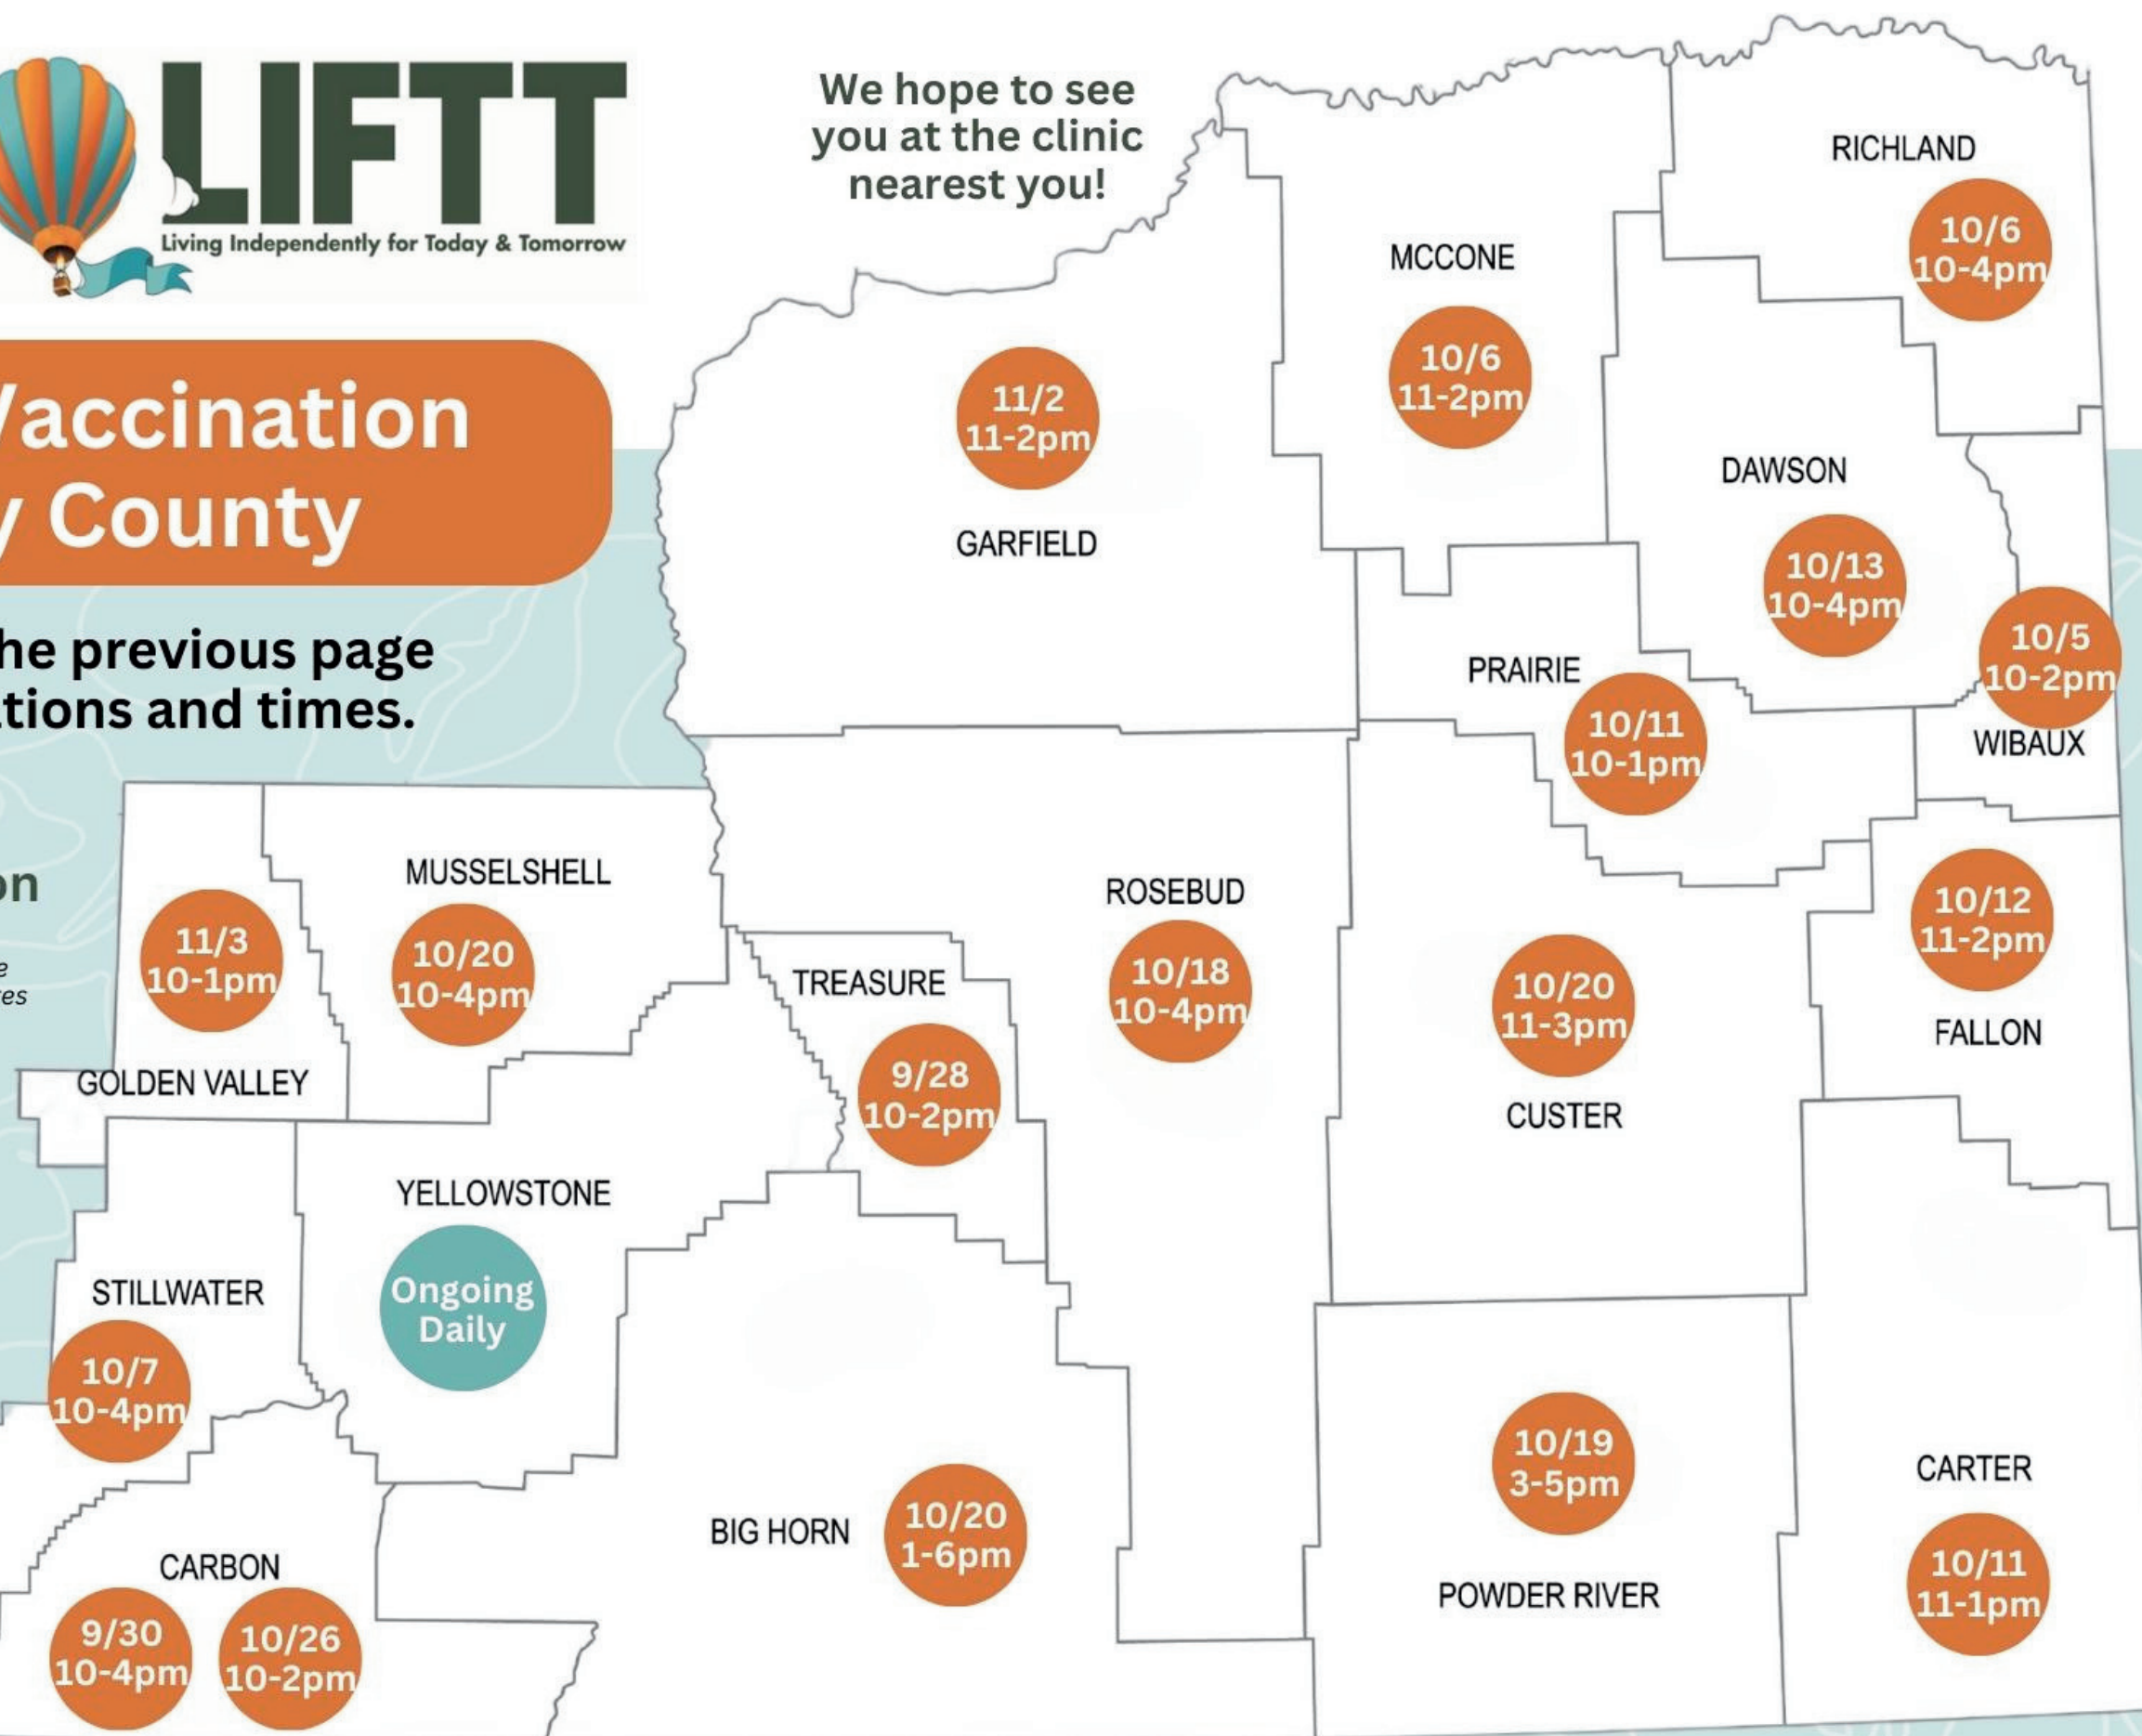 LIFTT
Living Independently for Today & Tomorrow
We hope to see
you at the clinic
nearest you!
accination
County
previous page
and times.
RICHLAND
10/6
10-4pm
MCCONE
10/6
11-2pm
11/2
11-2pm
GARFIELD
DAWSON
10/13
10-4pm
10/5
10-2pm
WIBAUX
PRAIRIE
10/11
10-1pm
MUSSELSHELL
10/20
10-4pm
11/3
10-1pm
GOLDEN VALLEY
ROSEBUD
10/18
10-4pm
TREASURE
9/28
10-2pm
10/20
11-3pm
CUSTER
10/12
11-2pm
FALLON
YELLOWSTONE
Ongoing
Daily
STILLWATER
10/7
10-4pm
10/19
3-5pm
POWDER RIVER
CARTER
10/11
11-1pm
BIG HORN
10/20
1-6pm
CARBON
9/30
10-4pm
10/26
10-2pm